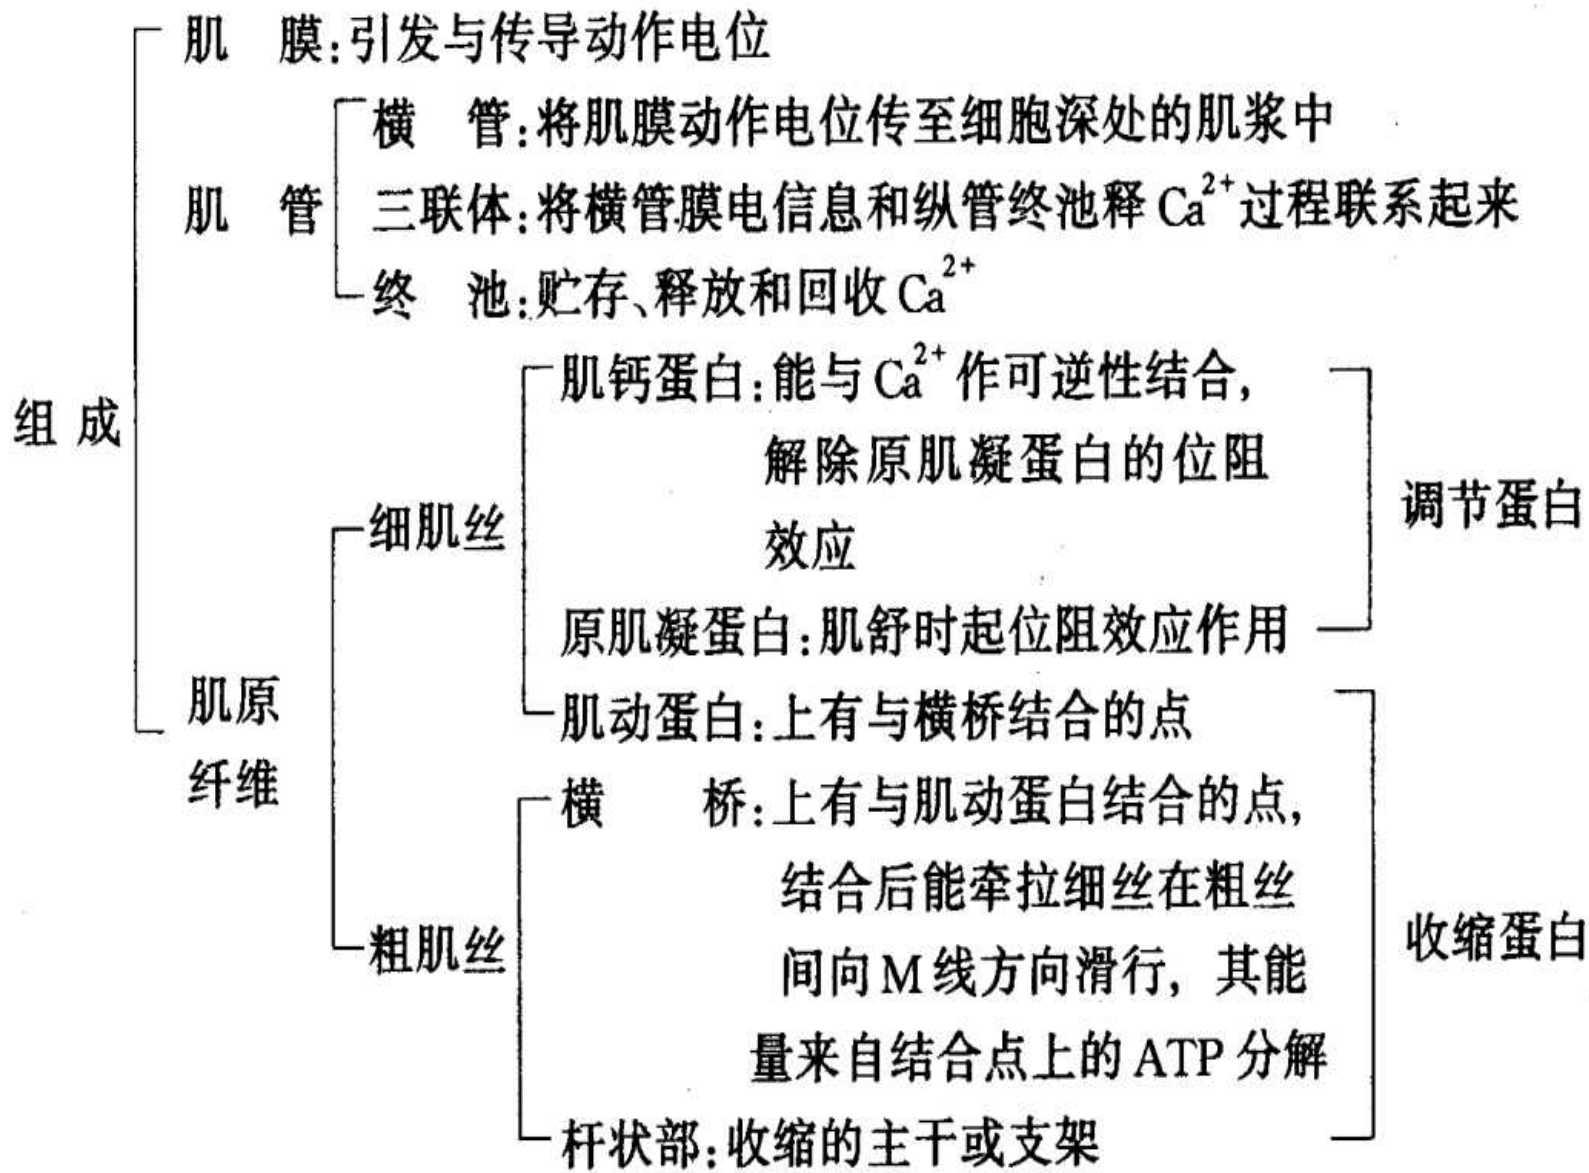 肌 膜:引发与传导动作电位
横 管:将肌膜动作电位传至细胞深处的肌浆中
肌 管
三联体:将横管膜电信息和纵管终池释Ca²⁺过程联系起来
终 池:贮存、释放和回收Ca²⁺
组成
肌钙蛋白:能与Ca²⁺作可逆性结合,
解除原肌凝蛋白的位阻
效应
调节蛋白
细肌丝
原肌凝蛋白:肌舒时起位阻效应作用
肌原
纤维
肌动蛋白:上有与横桥结合的点
横 桥:上有与肌动蛋白结合的点,
结合后能牵拉细丝在粗丝
间向M线方向滑行, 其能
量来自结合点上的ATP分解
粗肌丝
收缩蛋白
杆状部:收缩的主干或支架